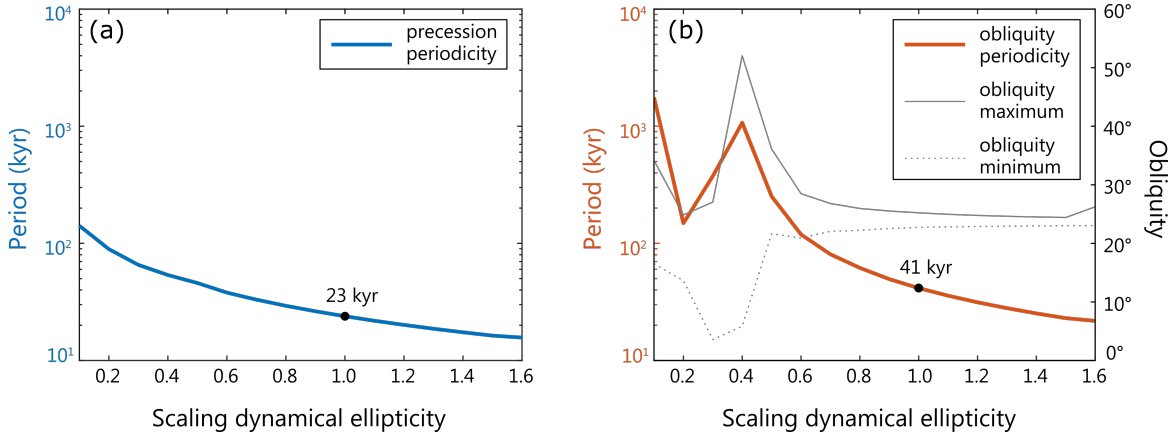 (a)
precession
periodicity
10⁴
10³
10²
10¹
Period (kyr)
23 kyr
0.2 0.4 0.6 0.8 1.0 1.2 1.4 1.6
Scaling dynamical ellipticity
(b)
obliquity
periodicity
obliquity
maximum
obliquity
minimum
10⁴
10³
10²
10¹
Period (kyr)
41 kyr
60°
50°
40°
30°
20°
10°
0°
Obliquity
0.2 0.4 0.6 0.8 1.0 1.2 1.4 1.6
Scaling dynamical ellipticity